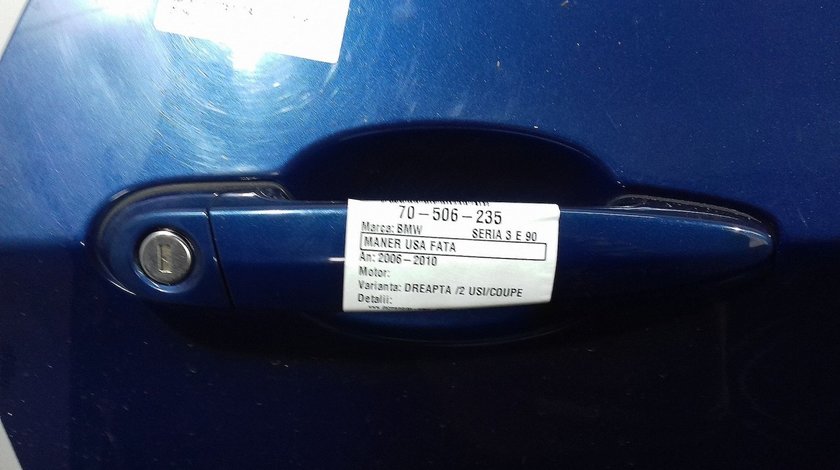 70-506-235
Marca: BMW SERIA 3 E 90
MANER USA FATA
An: 2006-2010
Motor:
Varianta: DREAPTA /2 USI/COUPE
Detalii: